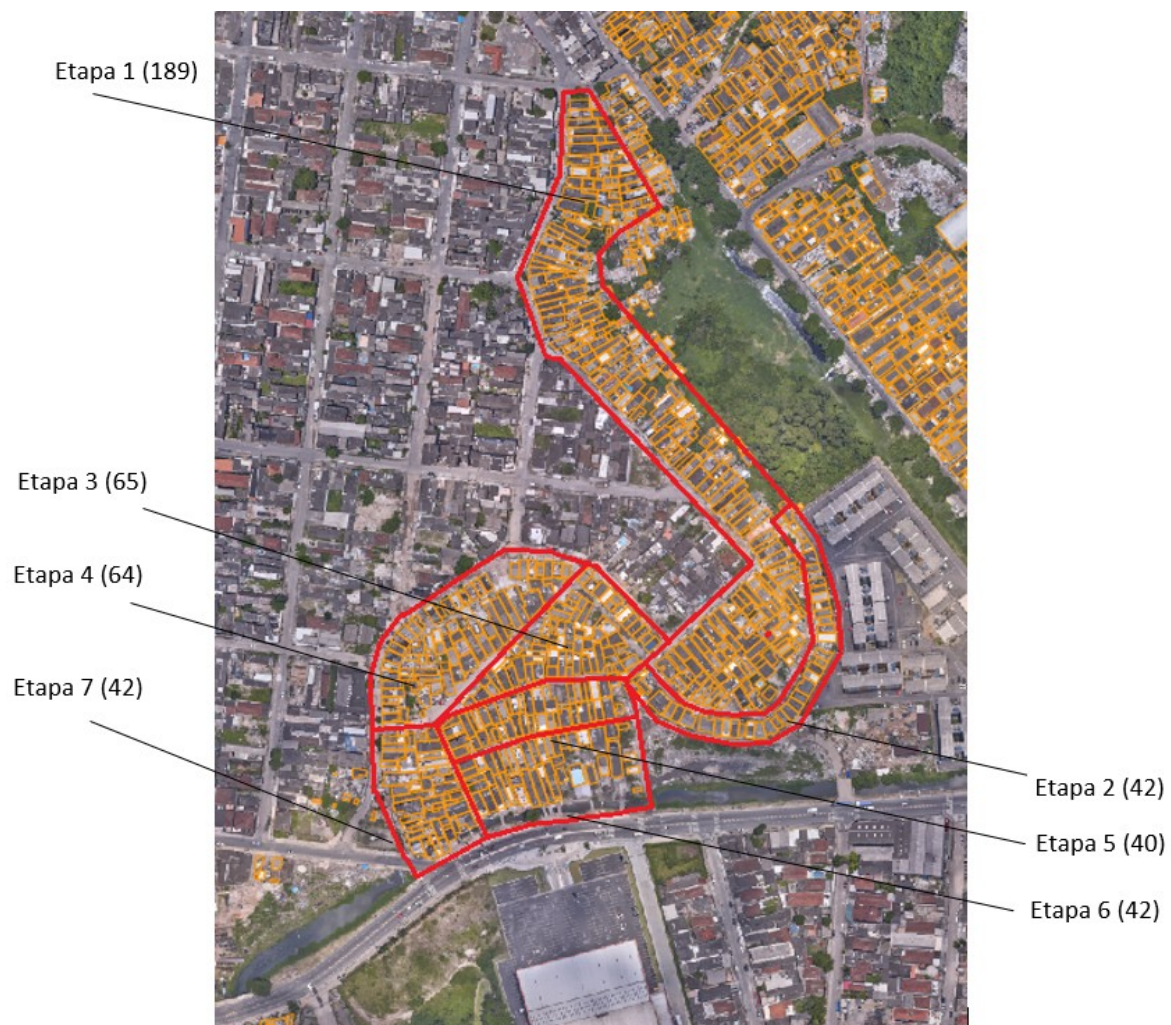 Etapa 1 (189)
Etapa 3 (65)
Etapa 4 (64)
Etapa 7 (42)
Etapa 2 (42)
Etapa 5 (40)
Etapa 6 (42)